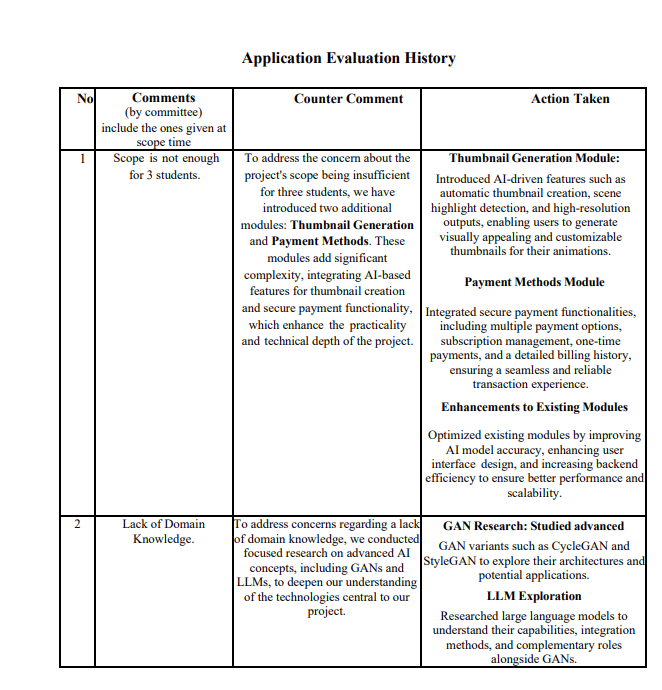 Application Evaluation History
No
Comments
(by committee)
include the ones given at
scope time
Counter Comment
Action Taken
1
Scope is not enough
for 3 students.
To address the concern about the
project's scope being insufficient
for three students, we have
introduced two additional
modules: Thumbnail Generation
and Payment Methods. These
modules add significant
complexity, integrating AI-based
features for thumbnail creation
and secure payment functionality,
which enhance the practicality
and technical depth of the project.
Thumbnail Generation Module:
Introduced AI-driven features such as
automatic thumbnail creation, scene
highlight detection, and high-resolution
outputs, enabling users to generate
visually appealing and customizable
thumbnails for their animations.
Payment Methods Module
Integrated secure payment functionalities,
including multiple payment options,
subscription management, one-time
payments, and a detailed billing history,
ensuring a seamless and reliable
transaction experience.
Enhancements to Existing Modules
Optimized existing modules by improving
AI model accuracy, enhancing user
interface design, and increasing backend
efficiency to ensure better performance and
scalability.
2
Lack of Domain
Knowledge.
To address concerns regarding a lack
of domain knowledge, we conducted
focused research on advanced AI
concepts, including GANs and
LLMs, to deepen our understanding
of the technologies central to our
project.
GAN Research: Studied advanced
GAN variants such as CycleGAN and
StyleGAN to explore their architectures and
potential applications.
LLM Exploration
Researched large language models to
understand their capabilities, integration
methods, and complementary roles
alongside GANs.